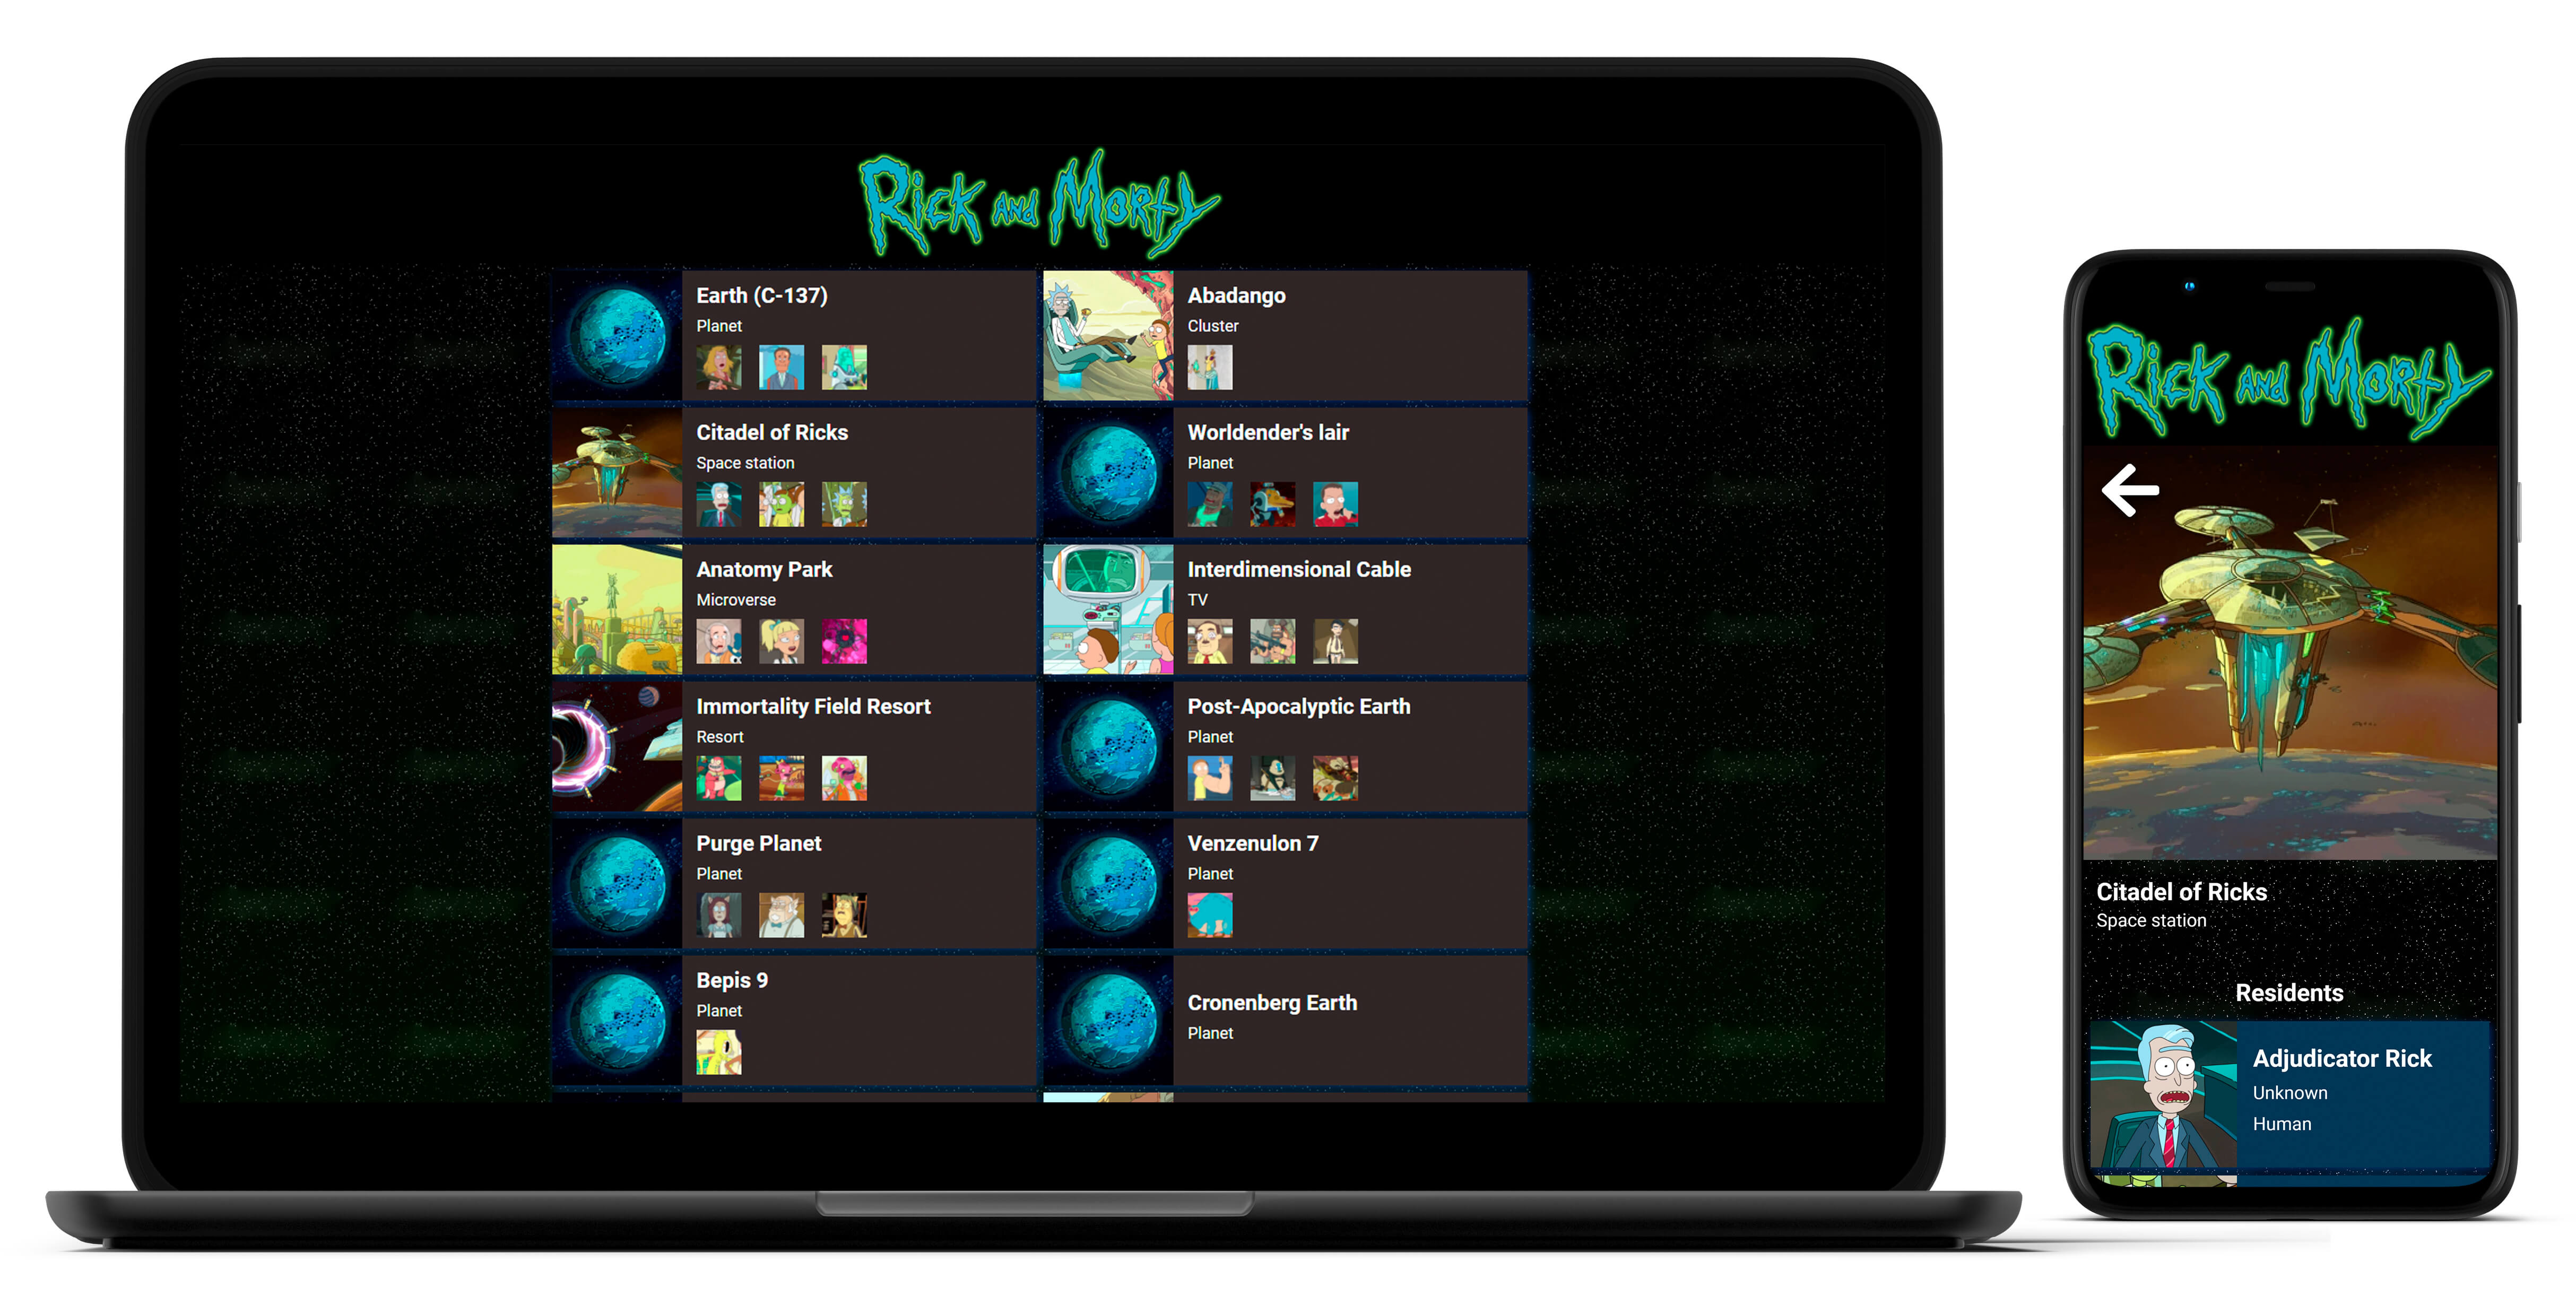 Rick and Morty
Earth (C-137)
Planet
Abadango
Cluster
Citadel of Ricks
Space station
Worldender's lair
Planet
Anatomy Park
Microverse
Interdimensional Cable
TV
Immortality Field Resort
Resort
Post-Apocalyptic Earth
Planet
Purge Planet
Planet
Venzenulon 7
Planet
Bepis 9
Planet
Cronenberg Earth
Planet
Rick and Morty
Citadel of Ricks
Space station
Residents
Adjudicator Rick
Unknown
Human